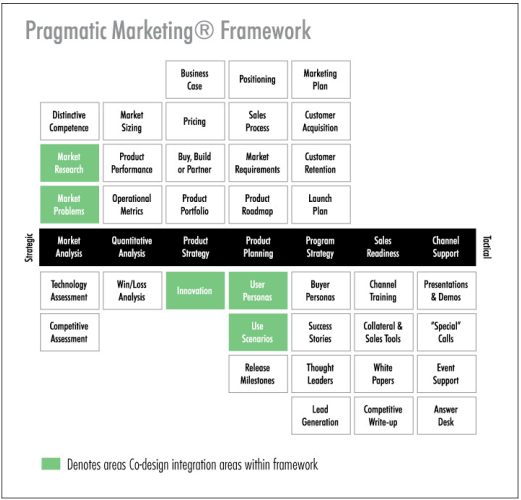 Pragmatic Marketing® Framework
Business
Case
Positioning
Marketing
Plan
Distinctive
Competence
Market
Sizing
Pricing
Sales
Process
Customer
Acquisition
Market
Research
Product
Performance
Buy, Build
or Partner
Market
Requirements
Customer
Retention
Market
Problems
Operational
Metrics
Product
Portfolio
Product
Roadmap
Launch
Plan
Strategic
Market
Analysis
Quantitative
Analysis
Product
Strategy
Product
Planning
Program
Strategy
Sales
Readiness
Channel
Support
Tactical
Technology
Assessment
Win/Loss
Analysis
Innovation
User
Personas
Buyer
Personas
Channel
Training
Presentations
& Demos
Competitive
Assessment
Use
Scenarios
Success
Stories
Collateral &
Sales Tools
"Special"
Calls
Release
Milestones
Thought
Leaders
White
Papers
Event
Support
Lead
Generation
Competitive
Write-up
Answer
Desk
Denotes areas Co-design integration areas within framework